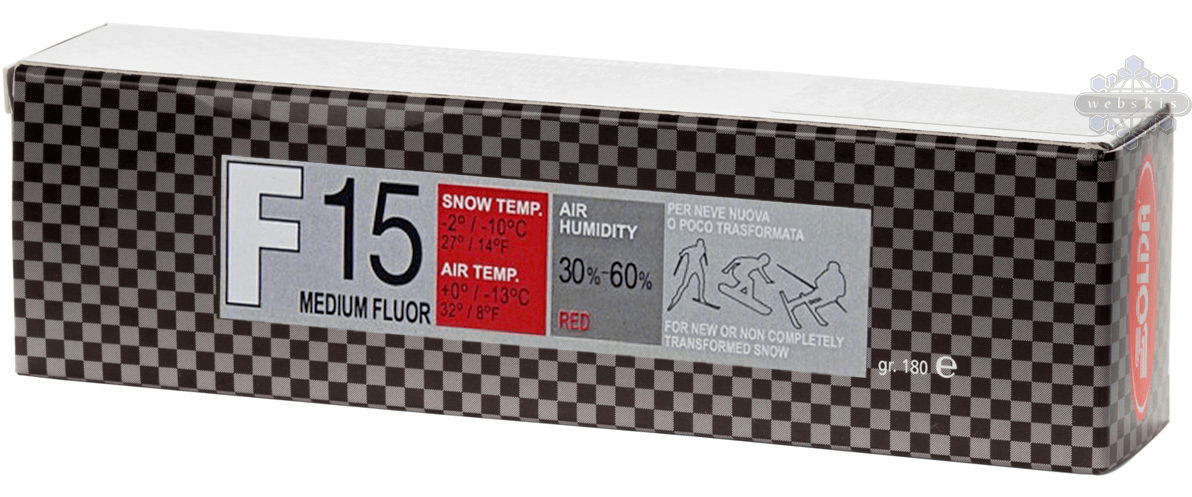 webskis
F15
MEDIUM FLUOR
SNOW TEMP.
-2° / -10°C
27° / 14°F
AIR TEMP.
+0° / -13°C
32° / 8°F
AIR
HUMIDITY
30%-60%
RED
PER NEVE NUOVA
O POCO TRASFORMATA
FOR NEW OR NON COMPLETELY
TRANSFORMED SNOW
gr. 180 e
SOLDA